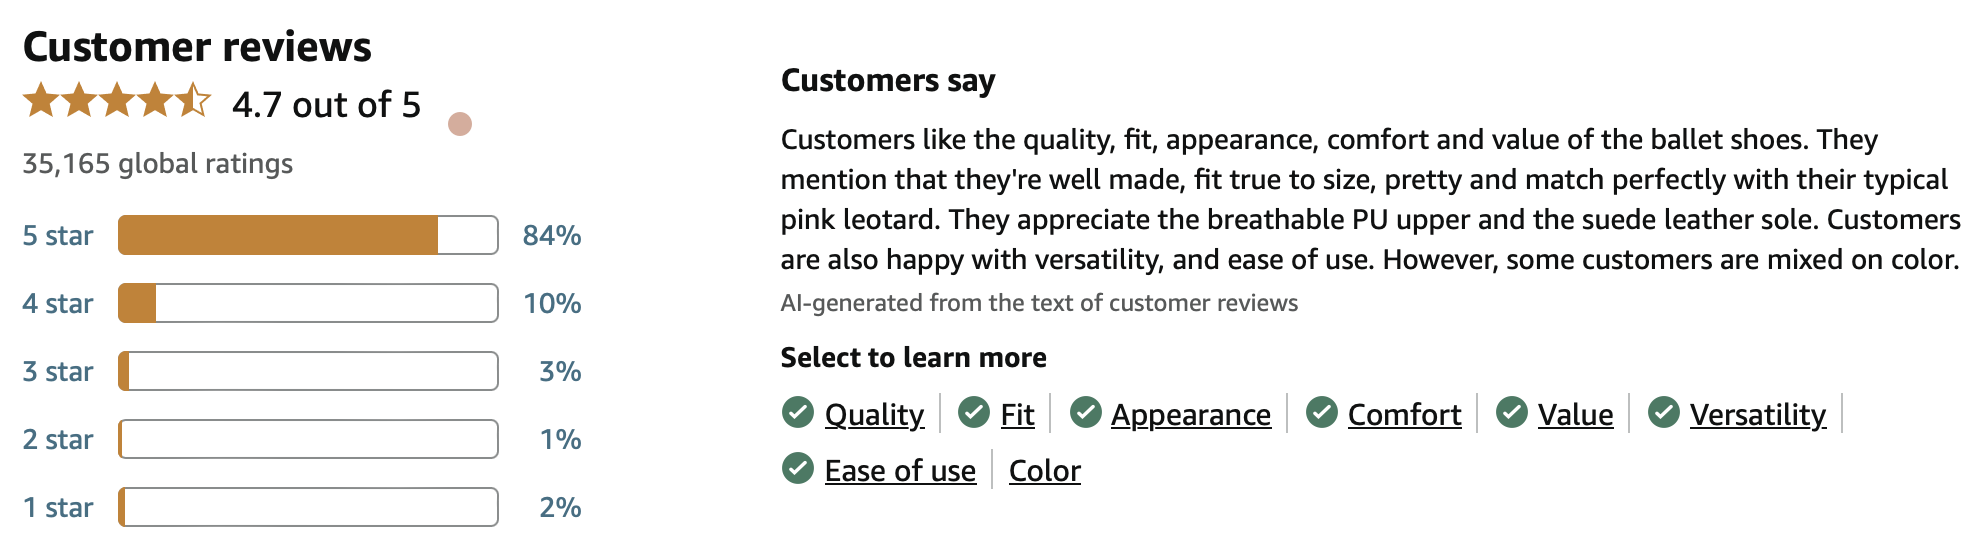 Customer reviews
4.7 out of 5
35,165 global ratings
5 star 84%
4 star 10%
3 star 3%
2 star 1%
1 star 2%
Customers say
Customers like the quality, fit, appearance, comfort and value of the ballet shoes. They
mention that they're well made, fit true to size, pretty and match perfectly with their typical
pink leotard. They appreciate the breathable PU upper and the suede leather sole. Customers
are also happy with versatility, and ease of use. However, some customers are mixed on color.
AI-generated from the text of customer reviews
Select to learn more
Quality Fit Appearance Comfort Value Versatility
Ease of use Color